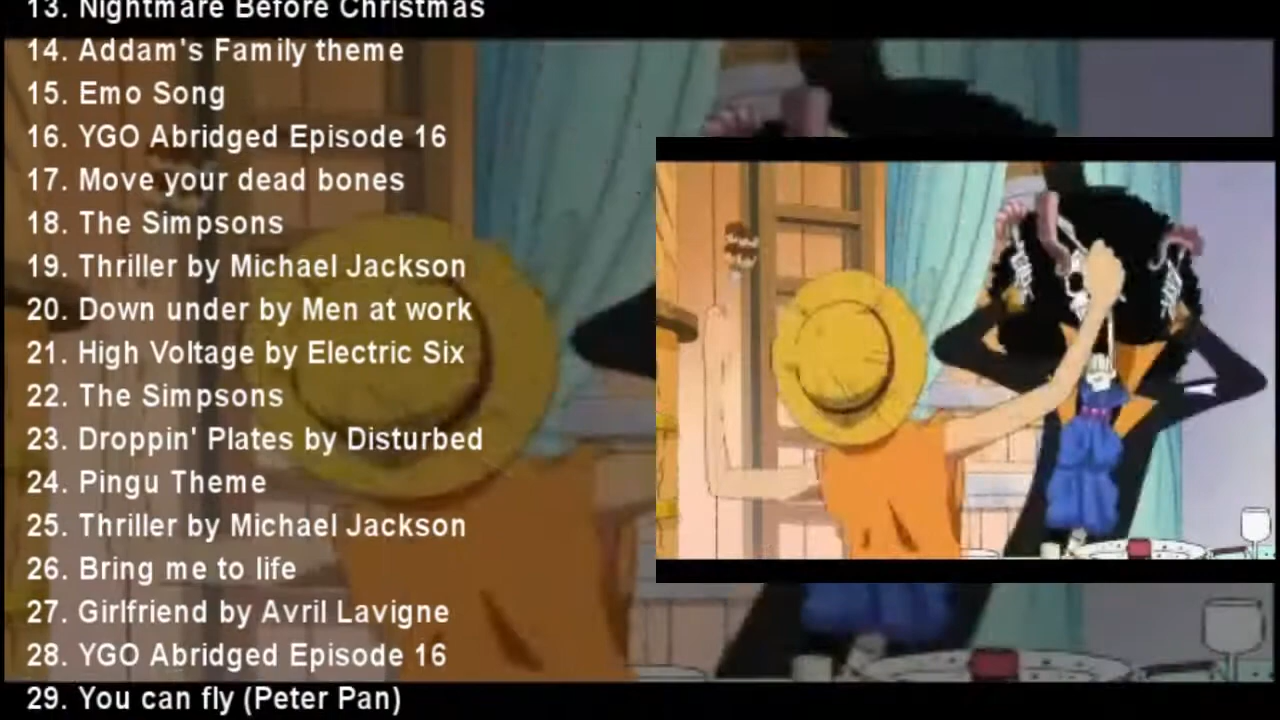 13. Nightmare Before Christmas
14. Addam's Family theme
15. Emo Song
16. YGO Abridged Episode 16
17. Move your dead bones
18. The Simpsons
19. Thriller by Michael Jackson
20. Down under by Men at work
21. High Voltage by Electric Six
22. The Simpsons
23. Droppin' Plates by Disturbed
24. Pingu Theme
25. Thriller by Michael Jackson
26. Bring me to life
27. Girlfriend by Avril Lavigne
28. YGO Abridged Episode 16
29. You can fly (Peter Pan)